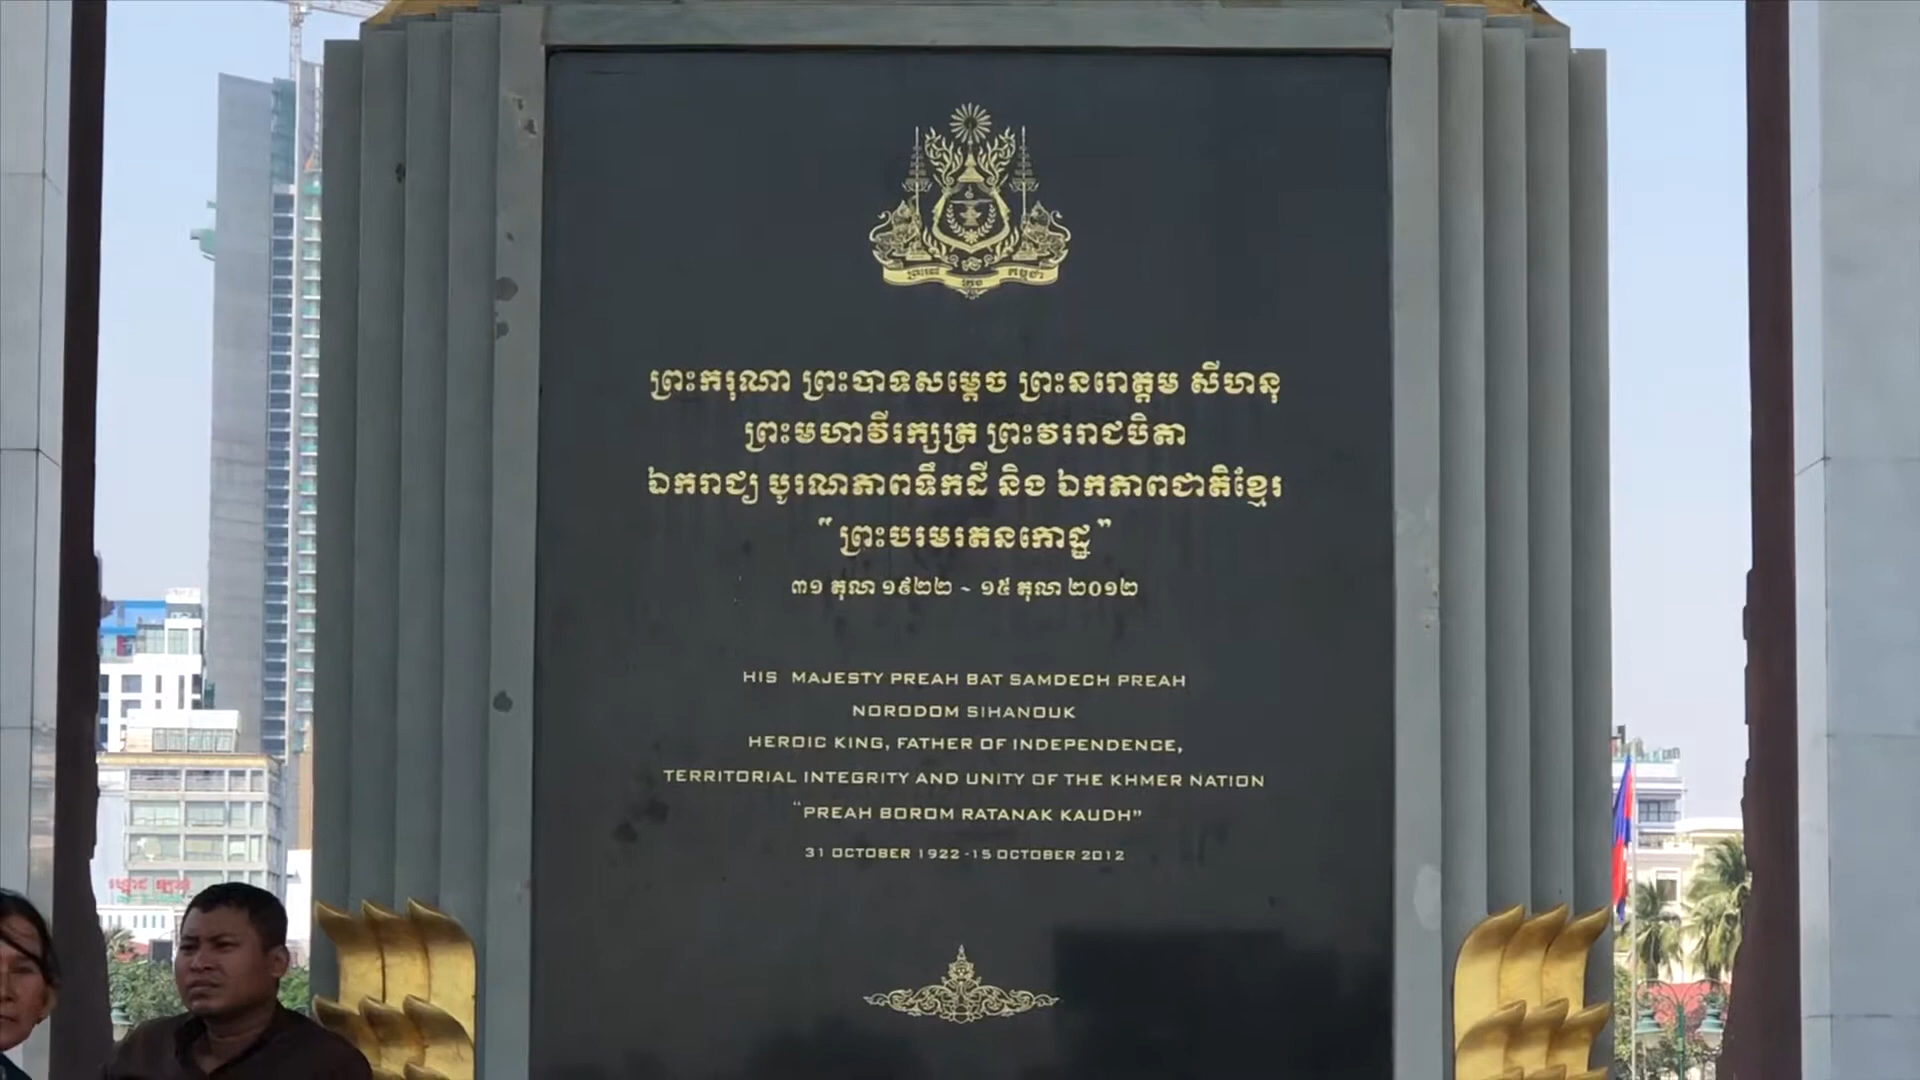 ព្រះករុណា ព្រះបាទសម្តេច ព្រះនរោត្តម សីហនុ
ព្រះមហាវីរក្សត្រ ព្រះវររាជបិតា
ឯករាជ្យ បូរណភាពទឹកដី និង ឯកភាពជាតិខ្មែរ
“ព្រះបរមរតនកោដ្ឋ”
៣១ តុលា ១៩២២ ~ ១៥ តុលា ២០១២
HIS MAJESTY PREAH BAT SAMDECH PREAH
NORODOM SIHANOUK
HEROIC KING, FATHER OF INDEPENDENCE,
TERRITORIAL INTEGRITY AND UNITY OF THE KHMER NATION
“PREAH BOROM RATANAK KAUDH”
31 OCTOBER 1922 -15 OCTOBER 2012